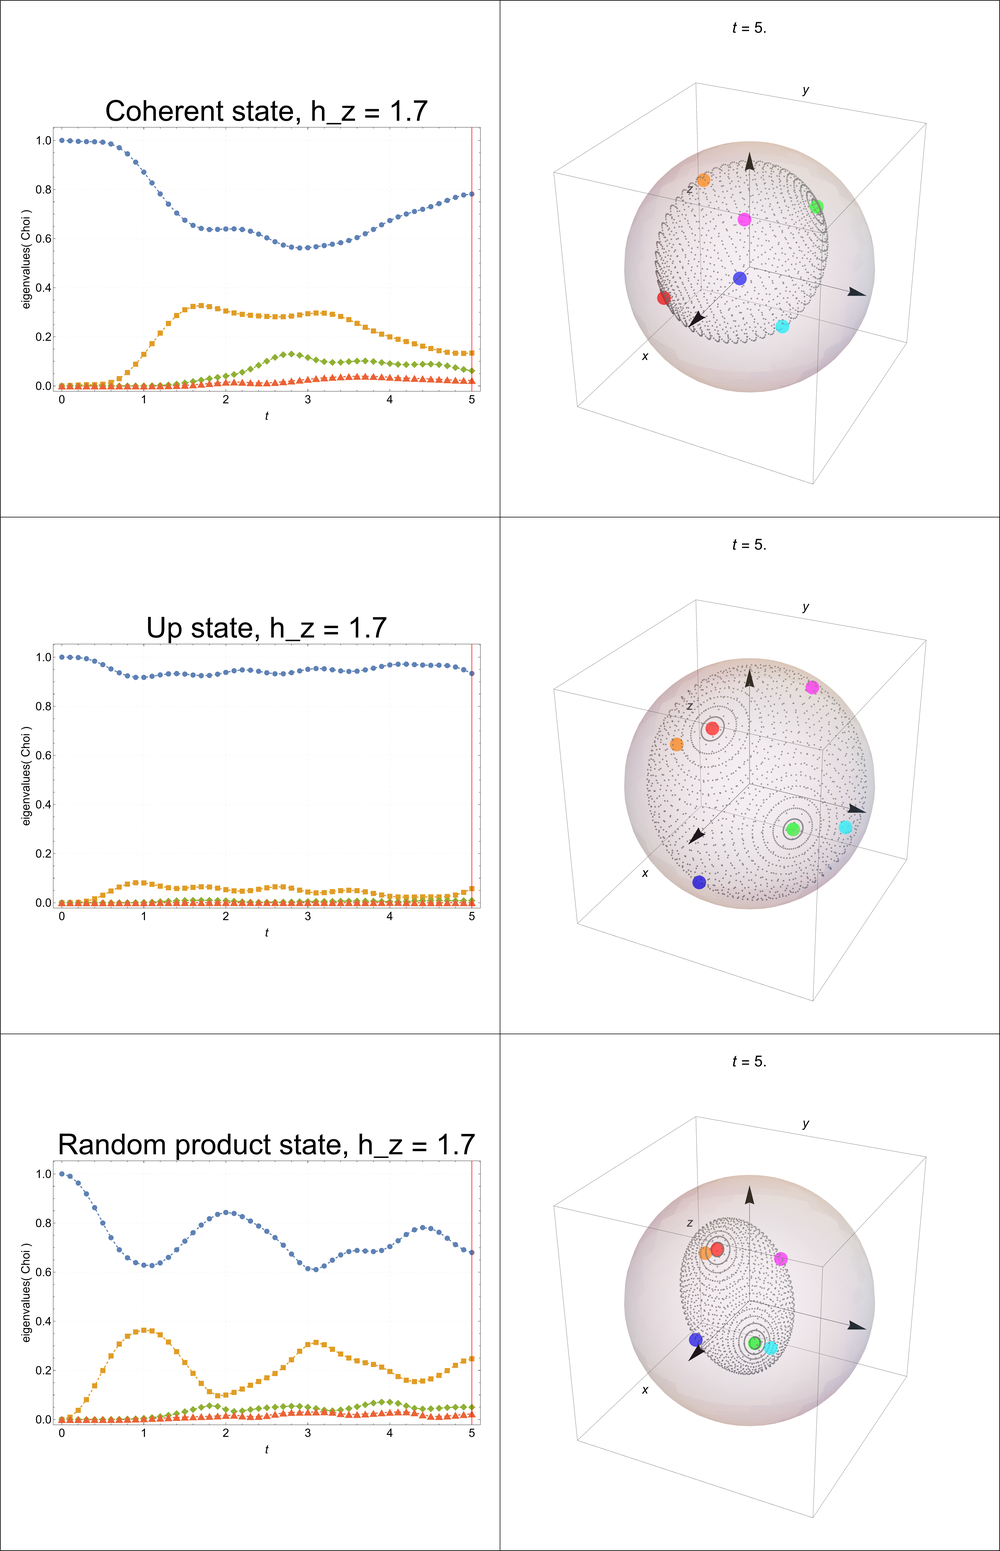 t = 5.
y
Coherent state, h_z = 1.7
1.0
0.8
0.6
0.4
0.2
0.0
eigenvalues( Choi )
0 1 2 3 4 5
t
z
x
t = 5.
y
Up state, h_z = 1.7
1.0
0.8
0.6
0.4
0.2
0.0
eigenvalues( Choi )
0 1 2 3 4 5
t
z
x
t = 5.
y
Random product state, h_z = 1.7
1.0
0.8
0.6
0.4
0.2
0.0
eigenvalues( Choi )
0 1 2 3 4 5
t
z
x